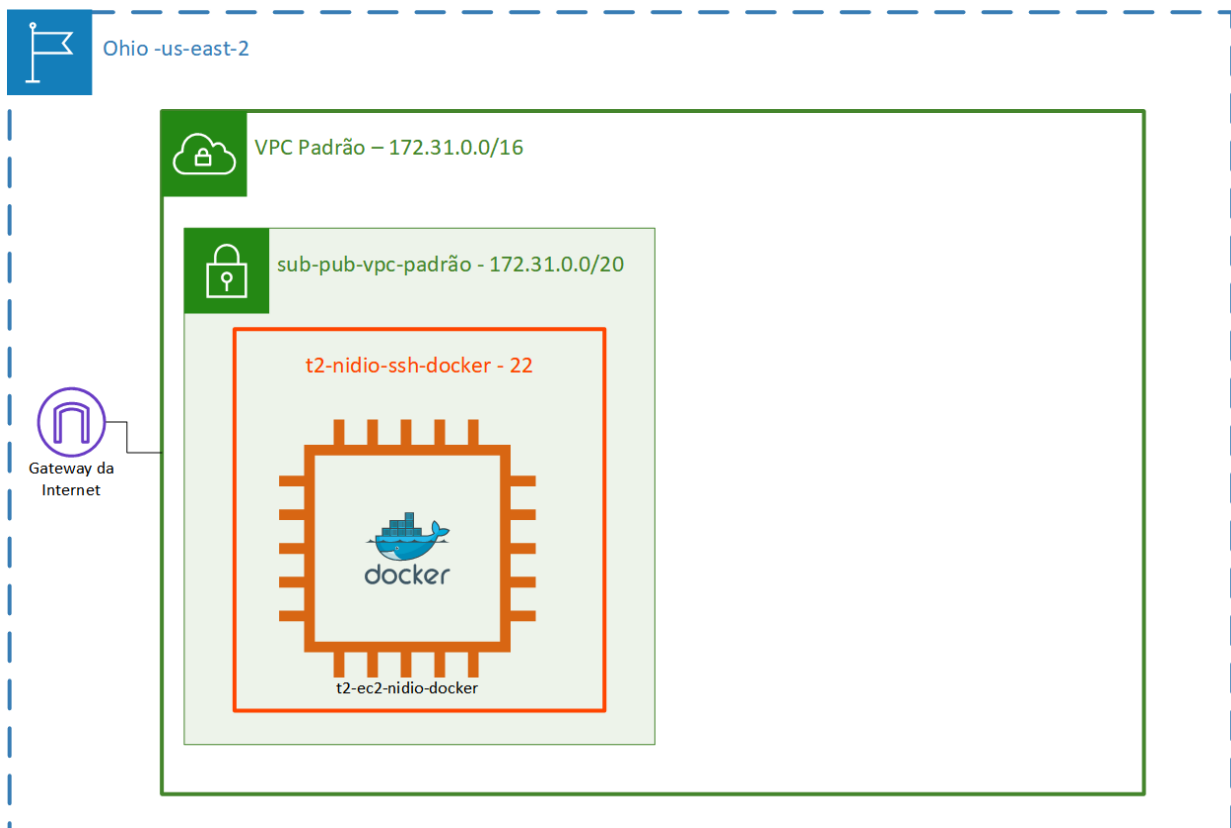 Ohio -us-east-2
VPC Padrão – 172.31.0.0/16
sub-pub-vpc-padrão - 172.31.0.0/20
t2-nidio-ssh-docker - 22
Gateway da
Internet
docker
t2-ec2-nidio-docker